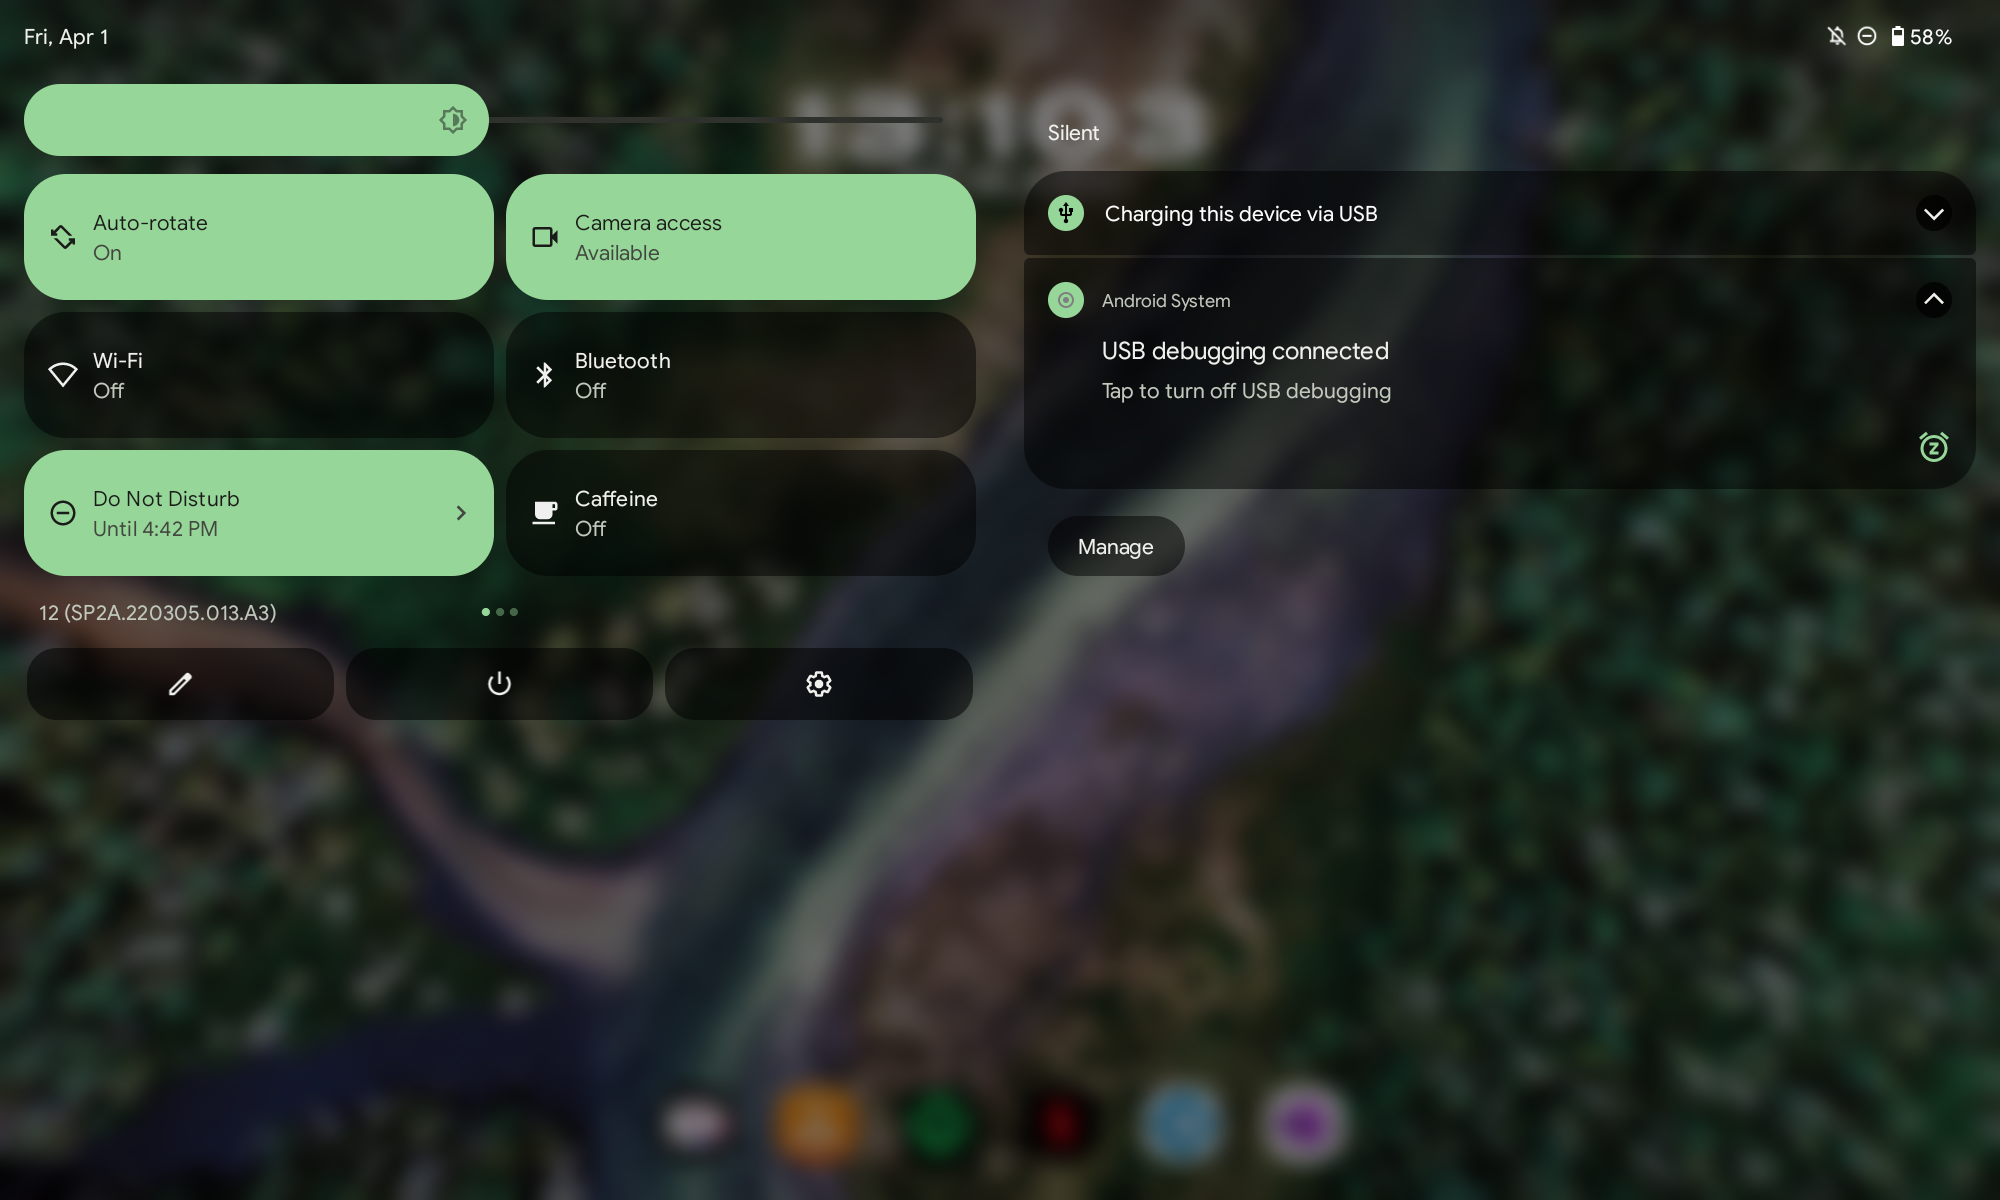 Fri, Apr 1
58%
Auto-rotate
On
Camera access
Available
Wi-Fi
Off
Bluetooth
Off
Do Not Disturb
Until 4:42 PM
Caffeine
Off
12 (SP2A.220305.013.A3)
Silent
Charging this device via USB
Android System
USB debugging connected
Tap to turn off USB debugging
Manage